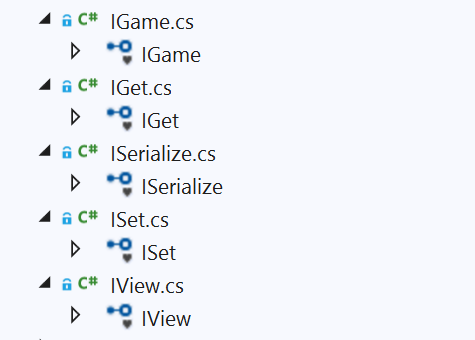 C# IGame.cs
IGame
C# IGet.cs
IGet
C# ISerialize.cs
ISerialize
C# ISet.cs
ISet
C# IView.cs
IView